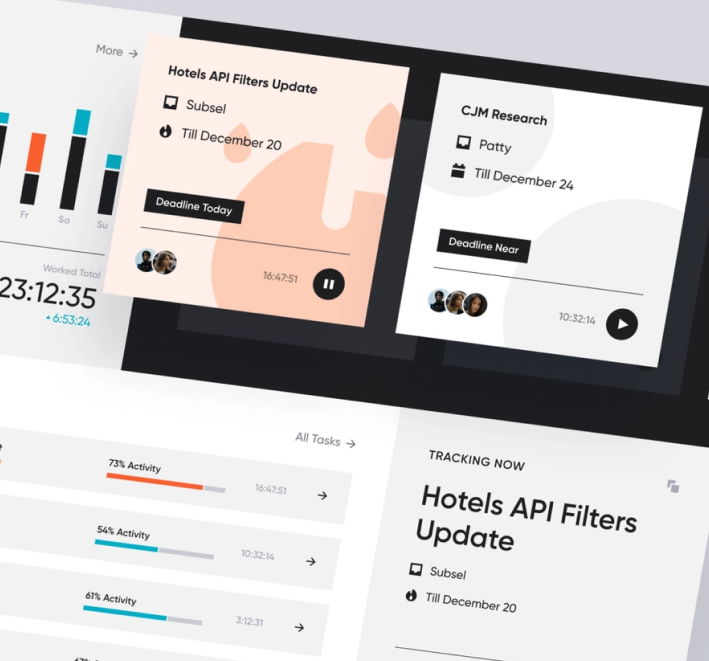 More →
Fr
Sa
Su
Worked Total
23:12:35
6:53:24
Hotels API Filters Update
Subsel
Till December 20
Deadline Today
16:47:51
CJM Research
Patty
Till December 24
Deadline Near
10:32:14
All Tasks →
73% Activity
16:47:51
54% Activity
10:32:14
61% Activity
3:12:31
TRACKING NOW
Hotels API Filters
Update
Subsel
Till December 20